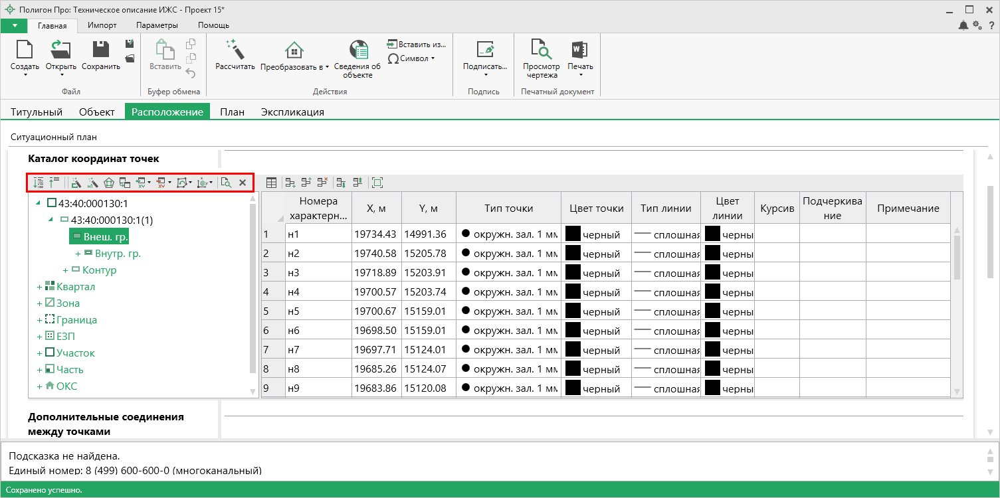 Полигон Про: Техническое описание ИЖС - Проект 15*
Главная Импорт Параметры Помощь
Создать Открыть Сохранить Вставить Рассчитать Преобразовать в Сведения об объекте Вставить из... Символ Подписать... Просмотр чертежа Печать
Файл Буфер обмена Действия Подпись Печатный документ
Титульный Объект Расположение План Экспликация
Ситуационный план
Каталог координат точек
43:40:000130:1
43:40:000130:1(1)
Внеш. гр.
+ Внутр. гр.
+ Контур
+ Квартал
+ Зона
+ Граница
+ ЕЗП
+ Участок
+ Часть
+ ОКС
Номера характерн... X, м Y, м Тип точки Цвет точки Тип линии Цвет линии Курсив Подчеркива ние Примечание
1 н1 19734.43 14991.36 окружн. зал. 1 мм черный сплошная черны
2 н2 19740.58 15205.78 окружн. зал. 1 мм черный сплошная черны
3 н3 19718.89 15203.91 окружн. зал. 1 мм черный сплошная черны
4 н4 19700.57 15203.74 окружн. зал. 1 мм черный сплошная черны
5 н5 19700.67 15159.01 окружн. зал. 1 мм черный сплошная черны
6 н6 19698.50 15159.01 окружн. зал. 1 мм черный сплошная черны
7 н7 19697.71 15124.01 окружн. зал. 1 мм черный сплошная черны
8 н8 19685.26 15124.07 окружн. зал. 1 мм черный сплошная черны
9 н9 19683.86 15120.08 окружн. зал. 1 мм черный сплошная черны
Дополнительные соединения
между точками
Подсказка не найдена.
Единый номер: 8 (499) 600-600-0 (многоканальный)
Сохранено успешно.